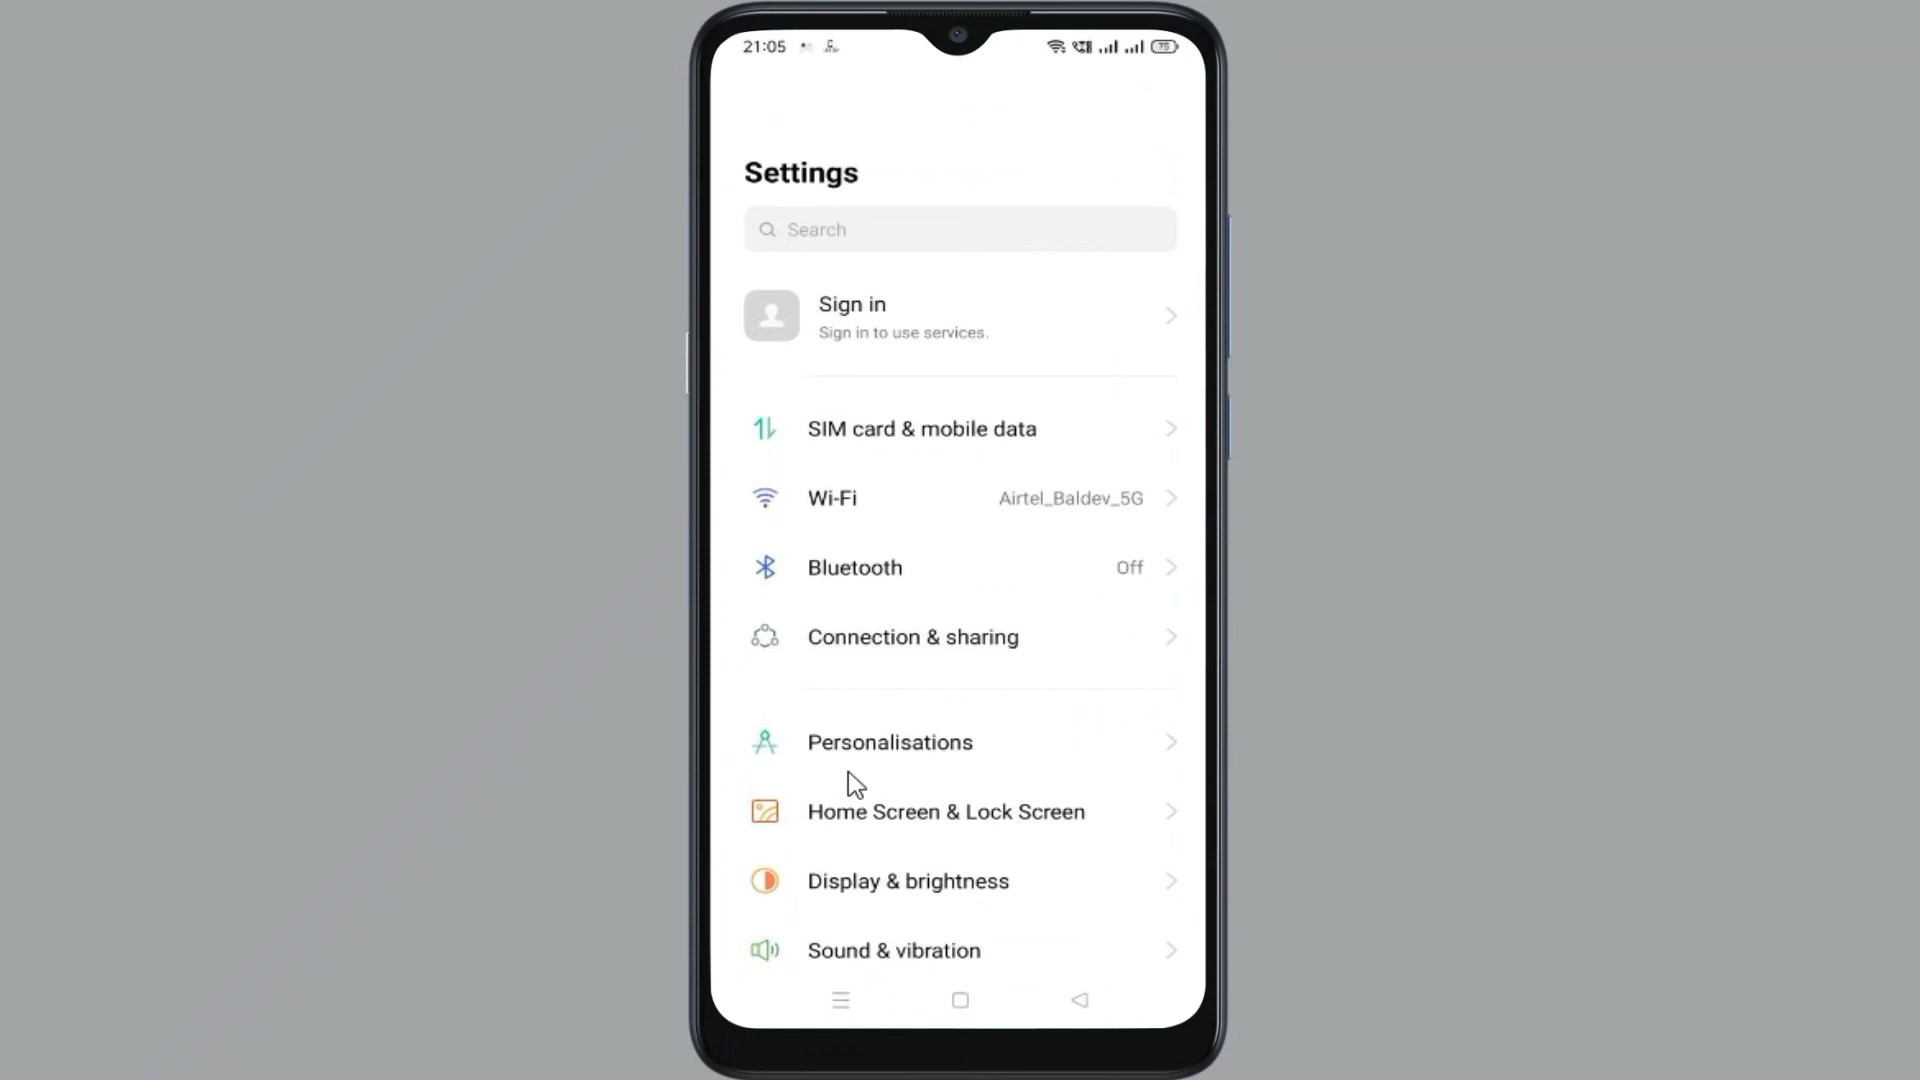 21:05
75
Settings
Search
Sign in
Sign in to use services.
SIM card & mobile data
Wi-Fi Airtel_Baldev_5G
Bluetooth Off
Connection & sharing
Personalisations
Home Screen & Lock Screen
Display & brightness
Sound & vibration